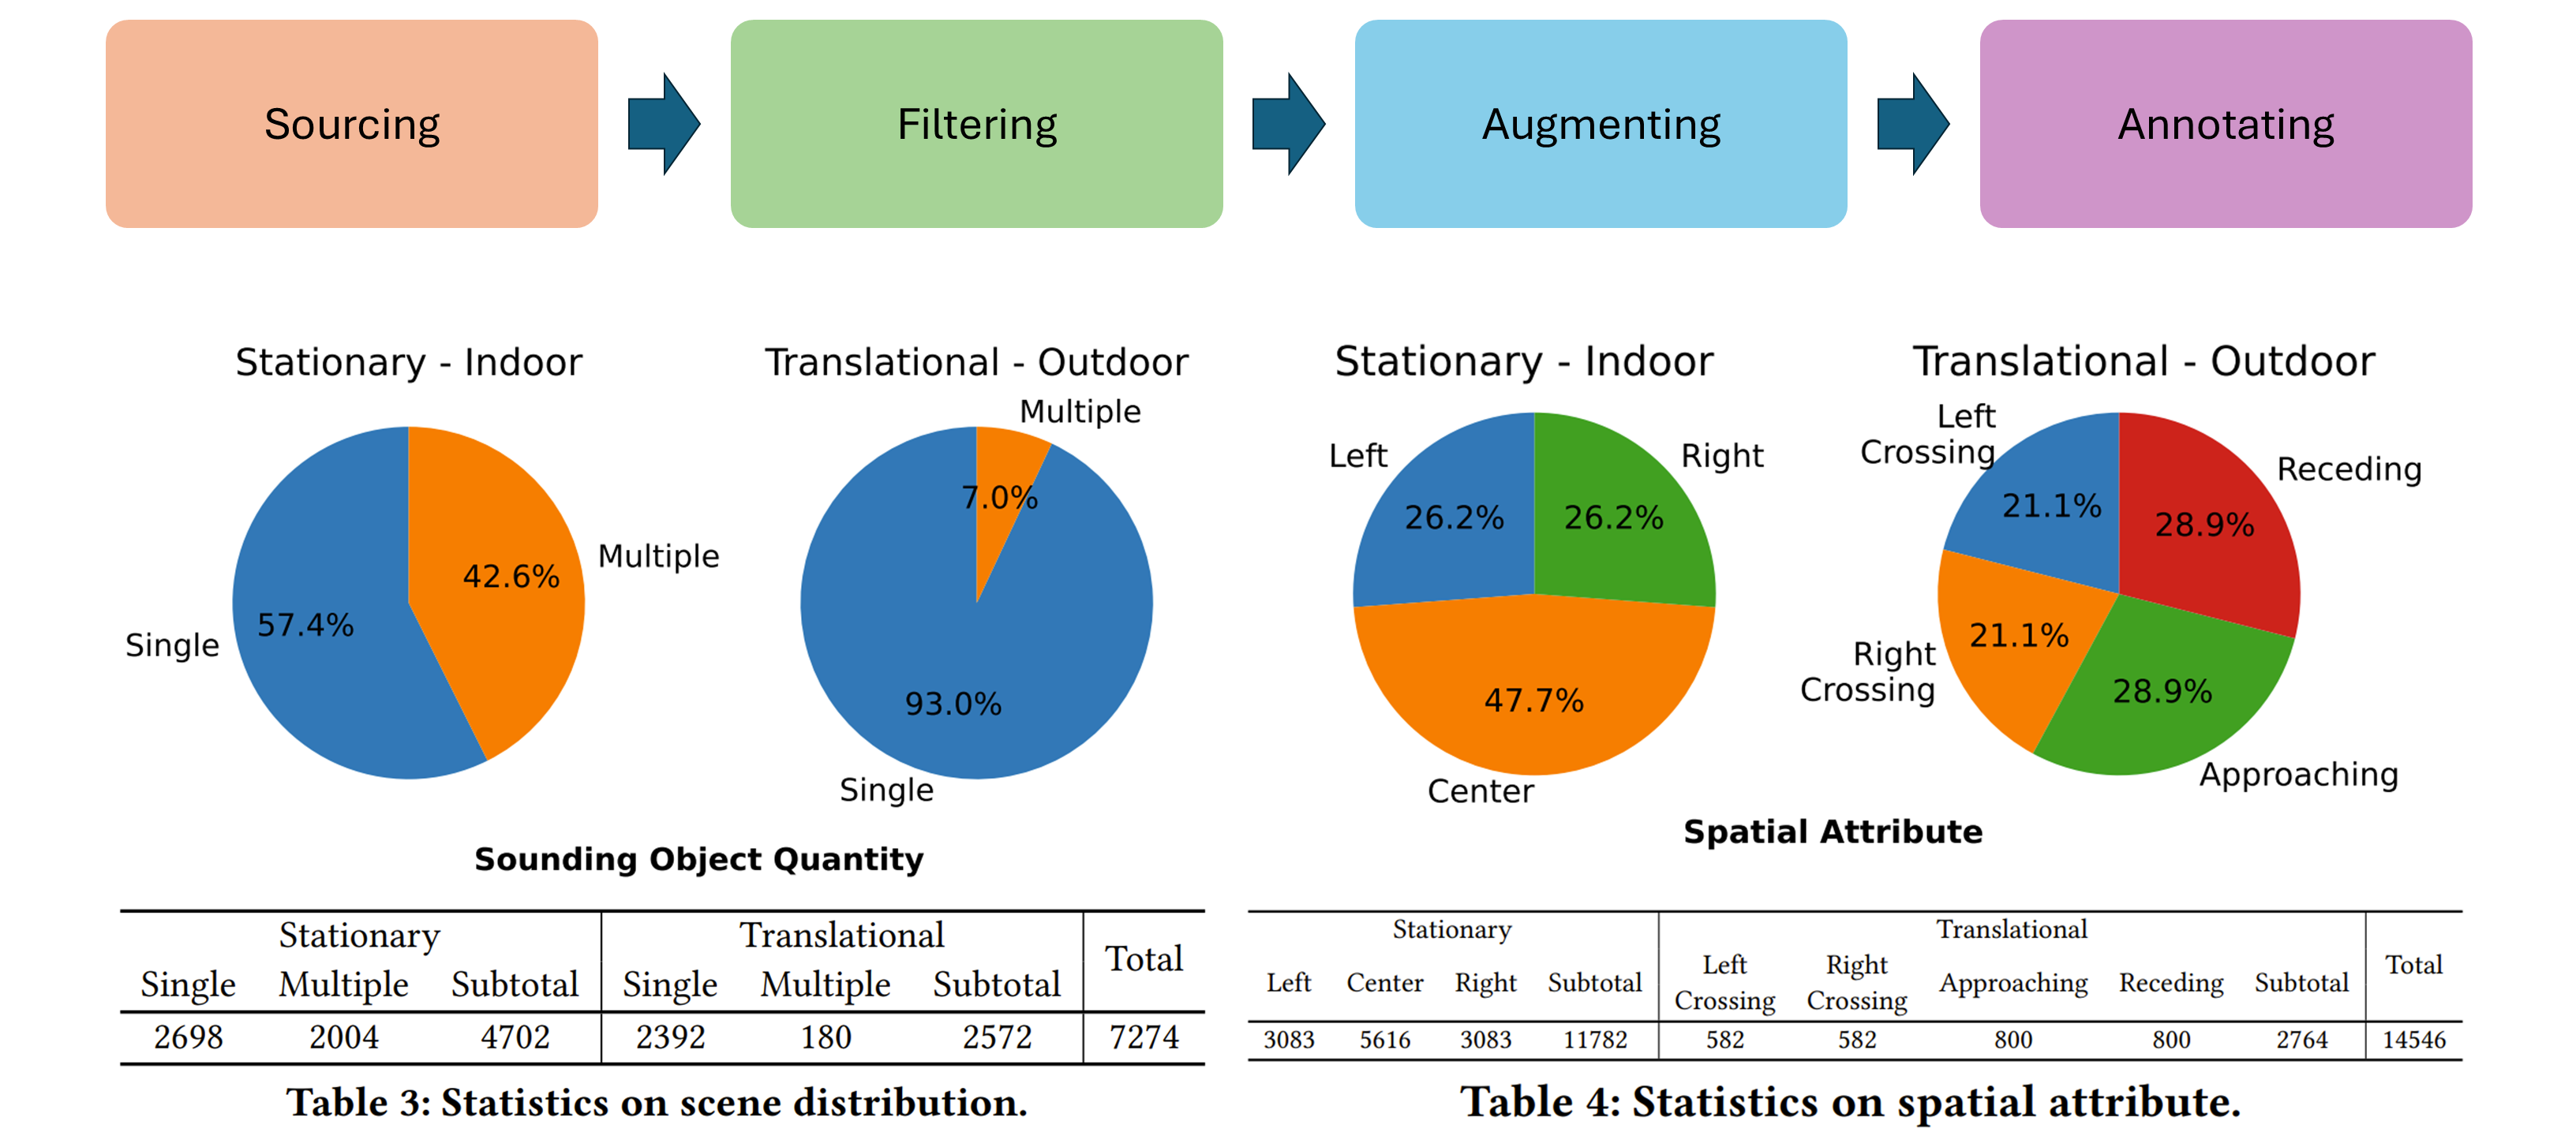 Sourcing
Filtering
Augmenting
Annotating
Stationary - Indoor
Multiple
42.6%
57.4%
Single
Translational - Outdoor
Multiple
7.0%
93.0%
Single
Sounding Object Quantity
Stationary - Indoor
Left
Right
26.2%
26.2%
47.7%
Center
Translational - Outdoor
Left
Crossing
Receding
21.1%
28.9%
21.1%
Right
Crossing
28.9%
Approaching
Spatial Attribute
Stationary Translational Total
Single Multiple Subtotal Single Multiple Subtotal
2698 2004 4702 2392 180 2572 7274
Table 3: Statistics on scene distribution.
Stationary Translational Total
Left Center Right Subtotal Left Crossing Right Crossing Approaching Receding Subtotal
3083 5616 3083 11782 582 582 800 800 2764 14546
Table 4: Statistics on spatial attribute.